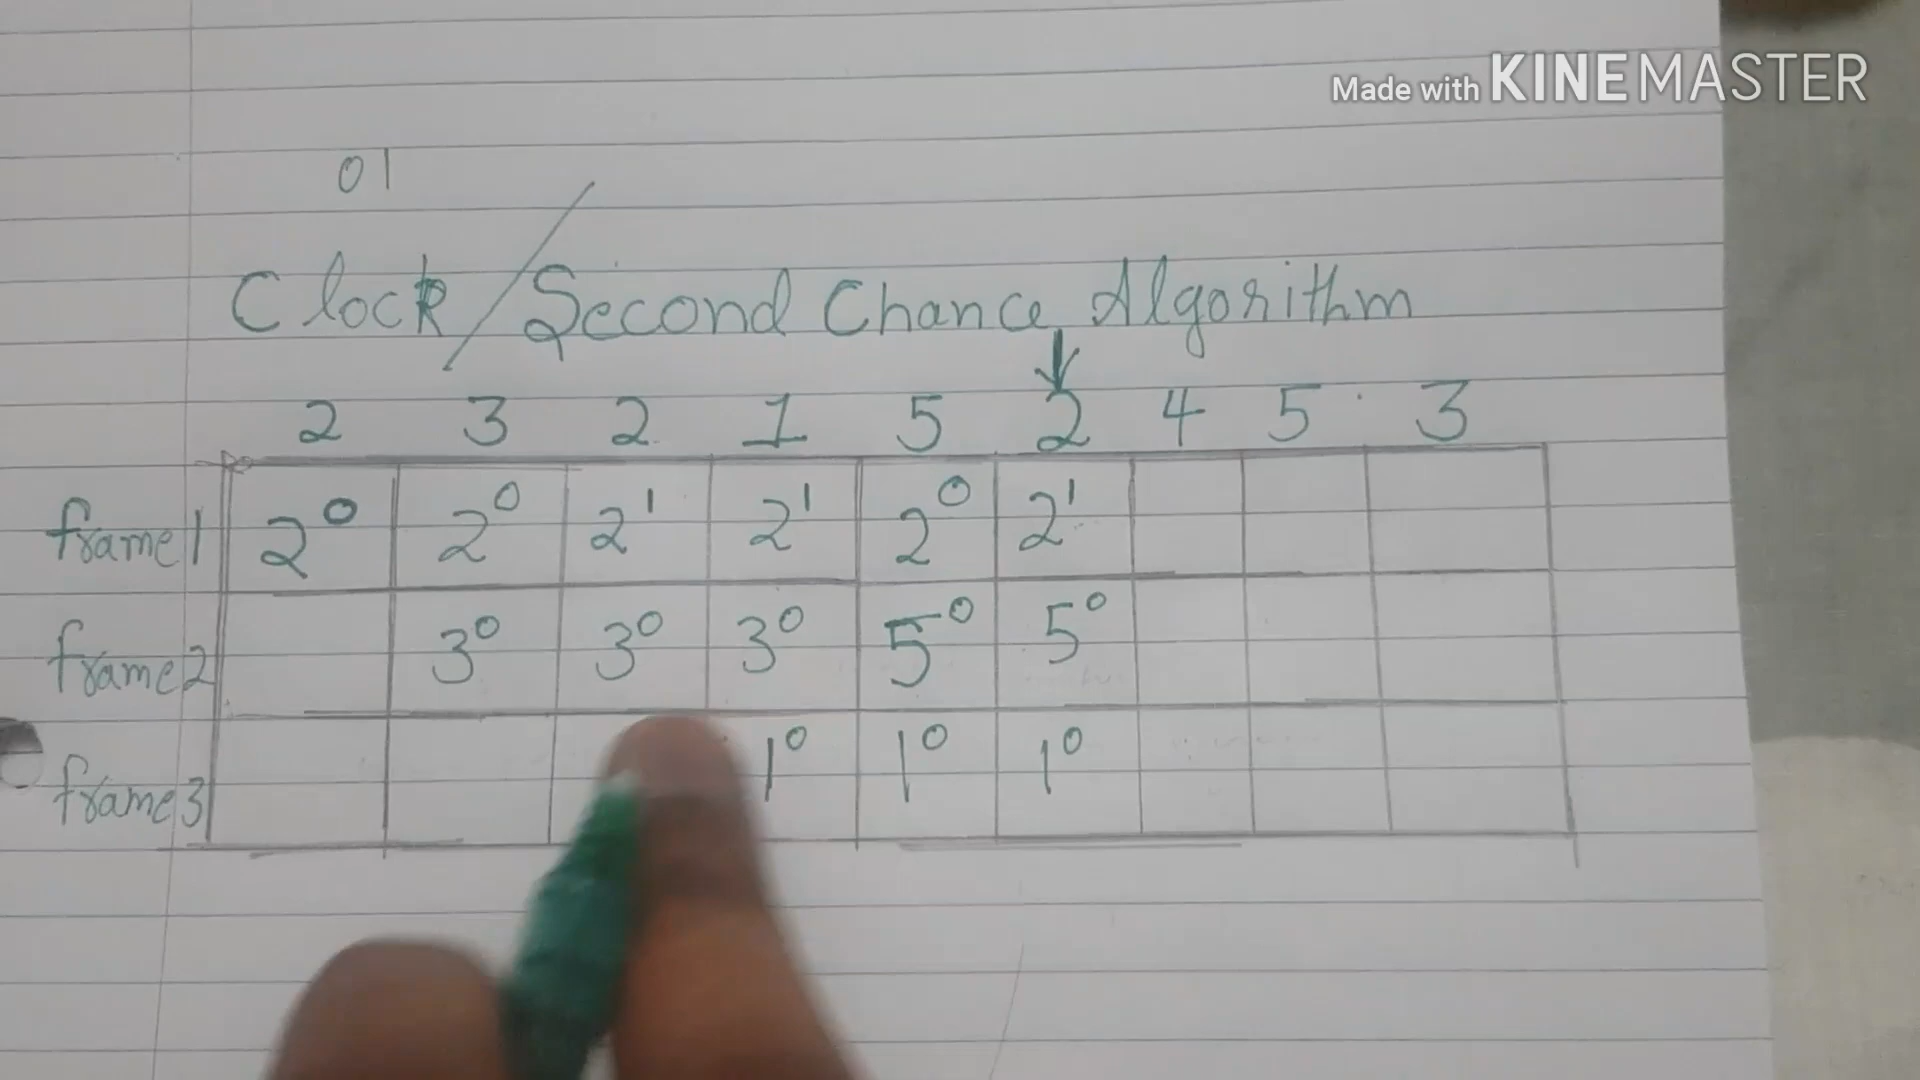 Made with KINEMASTER
01
Clock/Second Chance Algorithm
2 3 2 1 5 2 4 5 3
frame1 2⁰ 2⁰ 2¹ 2¹ 2⁰ 2¹
frame2 3⁰ 3⁰ 3⁰ 5⁰ 5⁰
frame3 1⁰ 1⁰ 1⁰